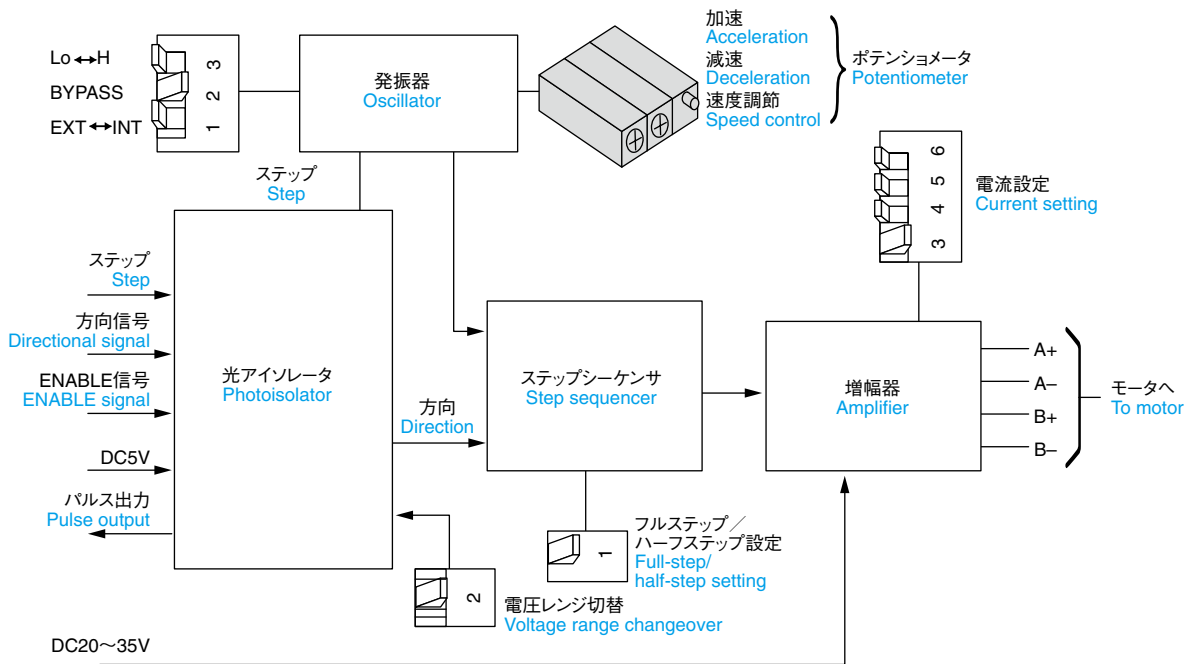 Lo ↔ H
BYPASS
EXT ↔ INT
3
2
1
発振器
Oscillator
加速
Acceleration
減速
Deceleration
速度調節
Speed control
ポテンショメータ
Potentiometer
ステップ
Step
6
5
4
3
電流設定
Current setting
ステップ
Step
方向信号
Directional signal
ENABLE信号
ENABLE signal
DC5V
パルス出力
Pulse output
光アイソレータ
Photoisolator
方向
Direction
ステップシーケンサ
Step sequencer
増幅器
Amplifier
A+
A−
B+
B−
モータへ
To motor
1
フルステップ／
ハーフステップ設定
Full-step/
half-step setting
2
電圧レンジ切替
Voltage range changeover
DC20〜35V